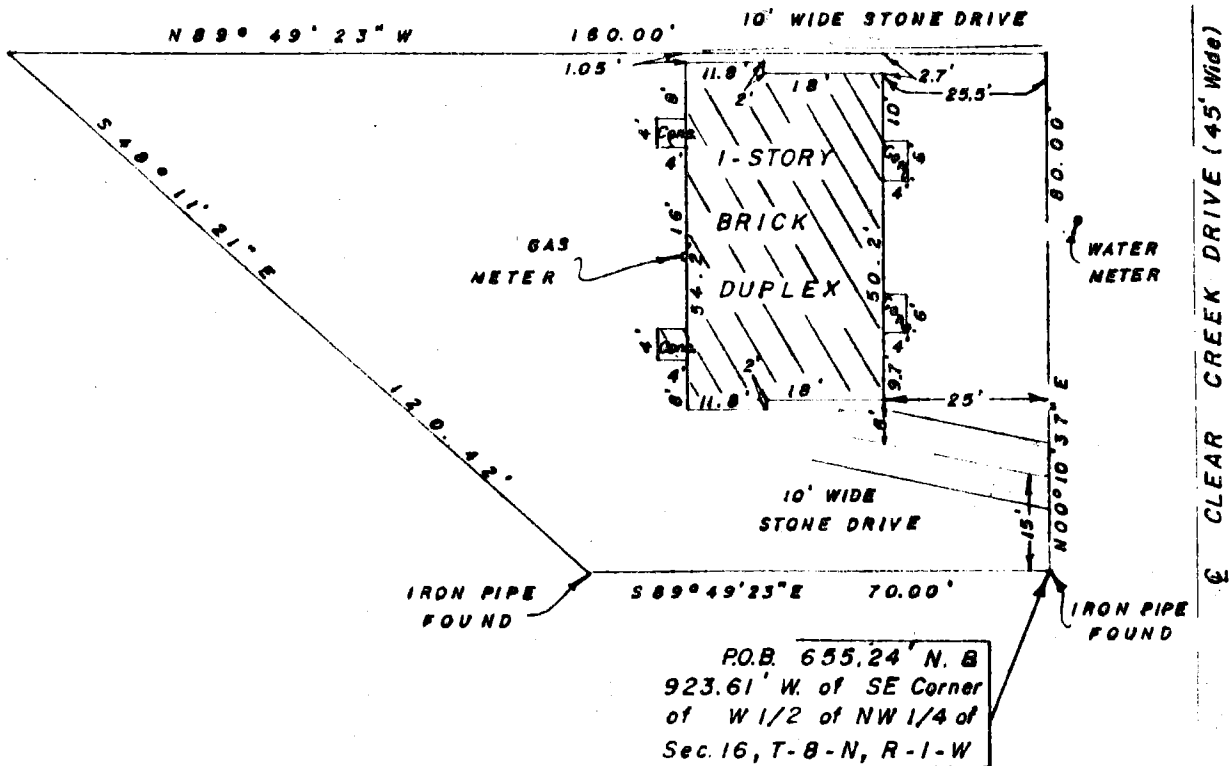 10' WIDE STONE DRIVE
N 89° 49' 23" W 160.00'
1.05'
11.8'
2'
18'
2.7'
25.5'
8'
10'
4'
Conc.
4'
6'
4'
S 48° 11' 21" E
120.42'
1-STORY
BRICK
DUPLEX
16'
54.2'
50.2'
80.00'
GAS
METER
WATER
METER
4'
Conc.
4'
6'
4'
9.7'
6'
11.8'
2'
18'
25'
8'
N00°10'37" E
15'
10' WIDE
STONE DRIVE
℄ CLEAR CREEK DRIVE (45' Wide)
IRON PIPE
FOUND
S 89° 49' 23" E 70.00'
IRON PIPE
FOUND
P.O.B. 655.24' N. &
923.61' W. of SE Corner
of W 1/2 of NW 1/4 of
Sec. 16, T-8-N, R-1-W